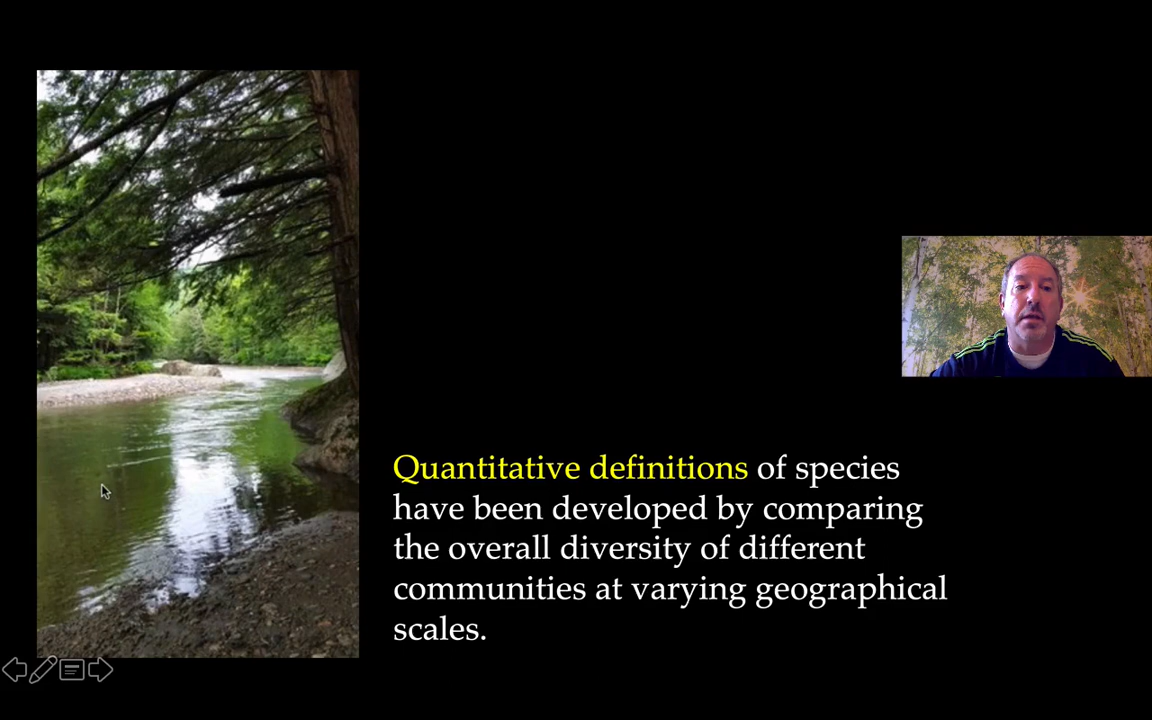 Quantitative definitions of species
have been developed by comparing
the overall diversity of different
communities at varying geographical
scales.